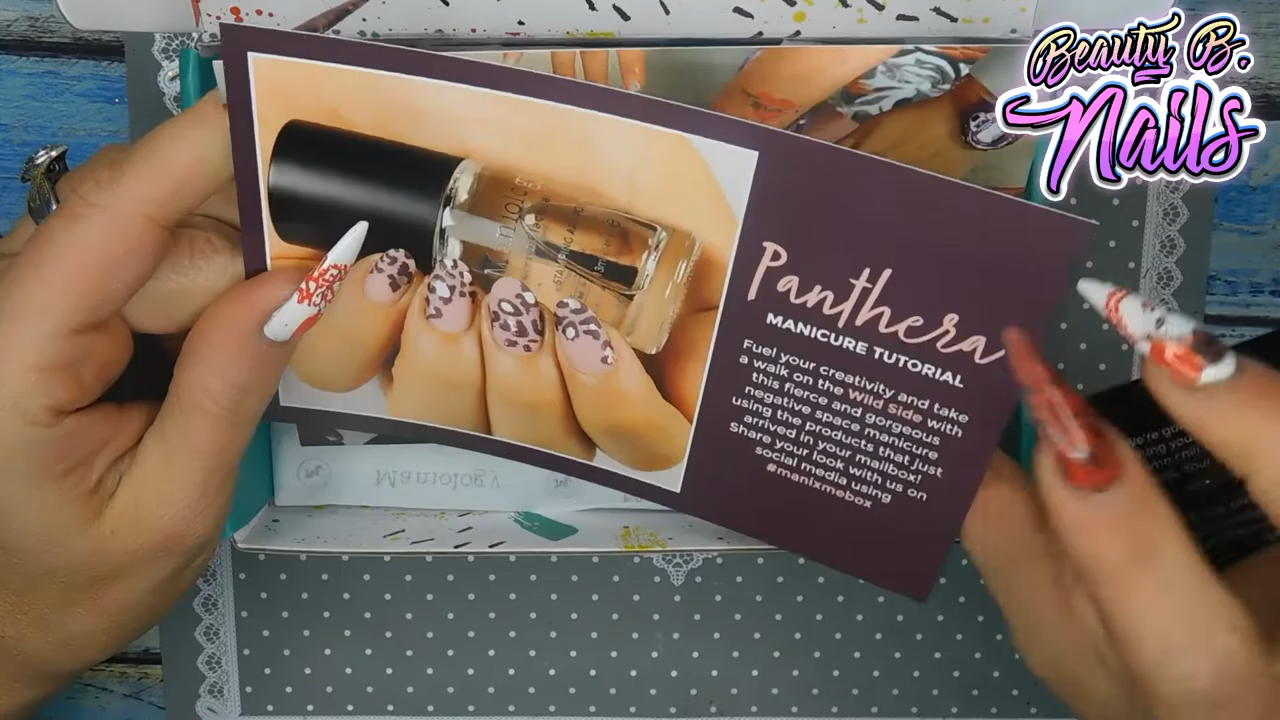 Beauty B.
Nails
Maniology
STAMPING
Panthera
MANICURE TUTORIAL
Fuel your creativity and take
a walk on the Wild Side with
this fierce and gorgeous
negative space manicure
using the products that just
arrived in your mailbox!
Share your look with us on
social media using
#manixmebox
Maniology